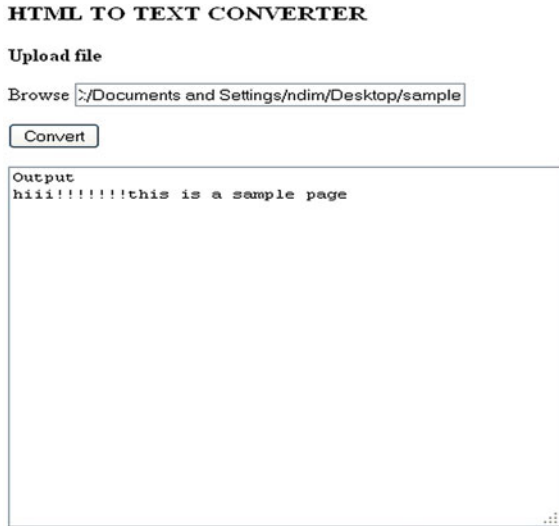 HTML TO TEXT CONVERTER
Upload file
Browse :/Documents and Settings/ndim/Desktop/sample
Convert
Output
hiii!!!!!!!this is a sample page